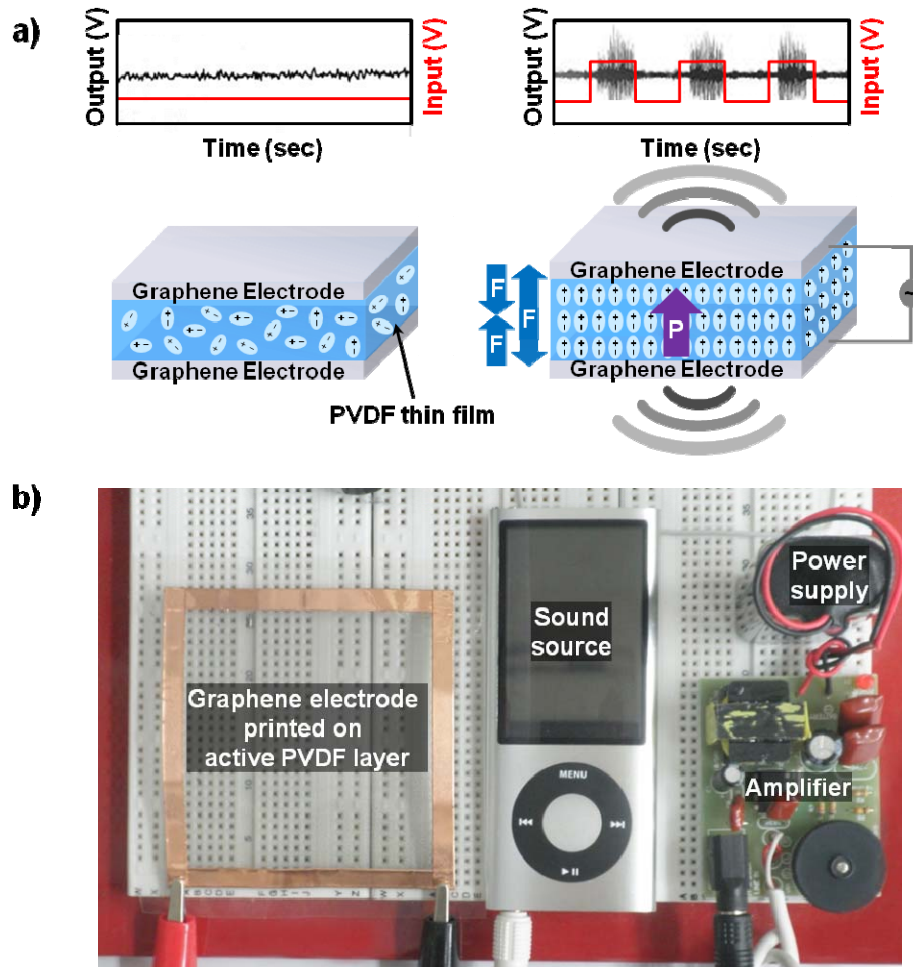 a)
Output (V)
Input (V)
Time (sec)
Output (V)
Input (V)
Time (sec)
Graphene Electrode
Graphene Electrode
PVDF thin film
Graphene Electrode
F
F
F
P
Graphene Electrode
~
b)
Graphene electrode
printed on
active PVDF layer
Sound
source
MENU
Power
supply
Amplifier